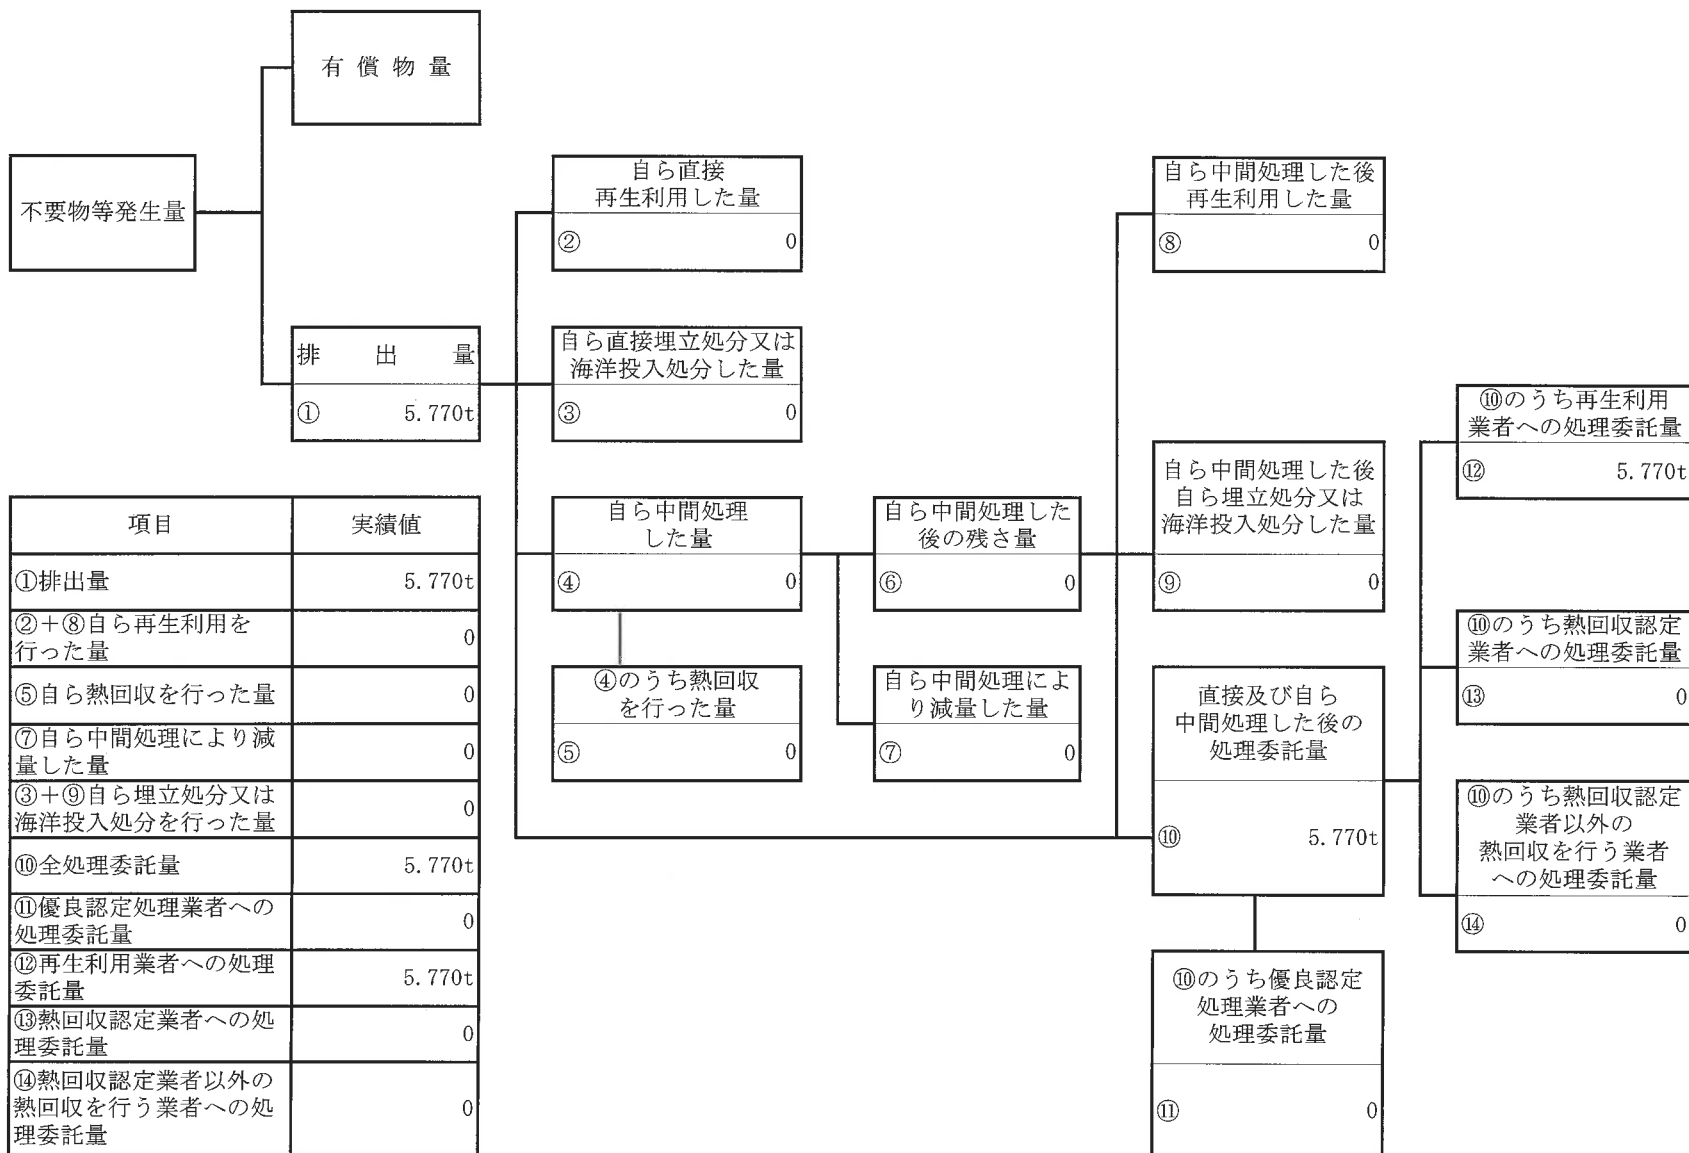 有償物量
不要物等発生量
排出量
① 5.770t
自ら直接
再生利用した量
② 0
自ら直接埋立処分又は
海洋投入処分した量
③ 0
自ら中間処理
した量
④ 0
④のうち熱回収
を行った量
⑤ 0
自ら中間処理した
後の残さ量
⑥ 0
自ら中間処理によ
り減量した量
⑦ 0
自ら中間処理した後
再生利用した量
⑧ 0
自ら中間処理した後
自ら埋立処分又は
海洋投入処分した量
⑨ 0
直接及び自ら
中間処理した後の
処理委託量
⑩ 5.770t
⑩のうち優良認定
処理業者への
処理委託量
⑪ 0
⑩のうち再生利用
業者への処理委託量
⑫ 5.770t
⑩のうち熱回収認定
業者への処理委託量
⑬ 0
⑩のうち熱回収認定
業者以外の
熱回収を行う業者
への処理委託量
⑭ 0
項目 実績値
①排出量 5.770t
②+⑧自ら再生利用を
行った量 0
⑤自ら熱回収を行った量 0
⑦自ら中間処理により減
量した量 0
③+⑨自ら埋立処分又は
海洋投入処分を行った量 0
⑩全処理委託量 5.770t
⑪優良認定処理業者への
処理委託量 0
⑫再生利用業者への処理
委託量 5.770t
⑬熱回収認定業者への処
理委託量 0
⑭熱回収認定業者以外の
熱回収を行う業者への処
理委託量 0